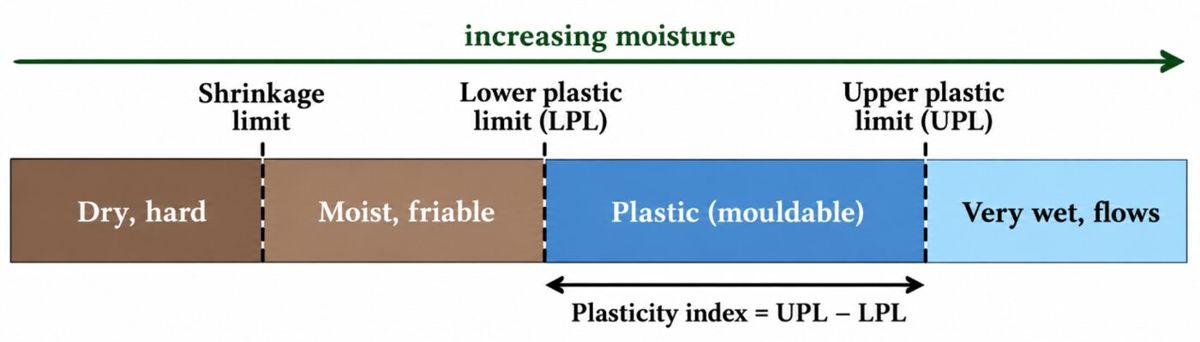 increasing moisture
Shrinkage
limit
Lower plastic
limit (LPL)
Upper plastic
limit (UPL)
Dry, hard
Moist, friable
Plastic (mouldable)
Very wet, flows
Plasticity index = UPL – LPL